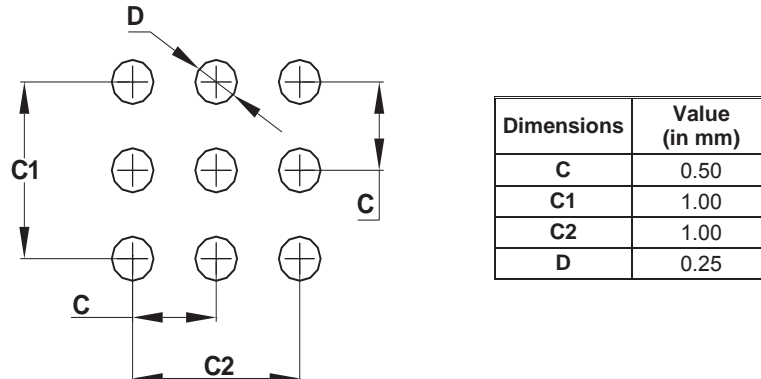 D
C1
C
C
C2
Dimensions Value (in mm)
C 0.50
C1 1.00
C2 1.00
D 0.25